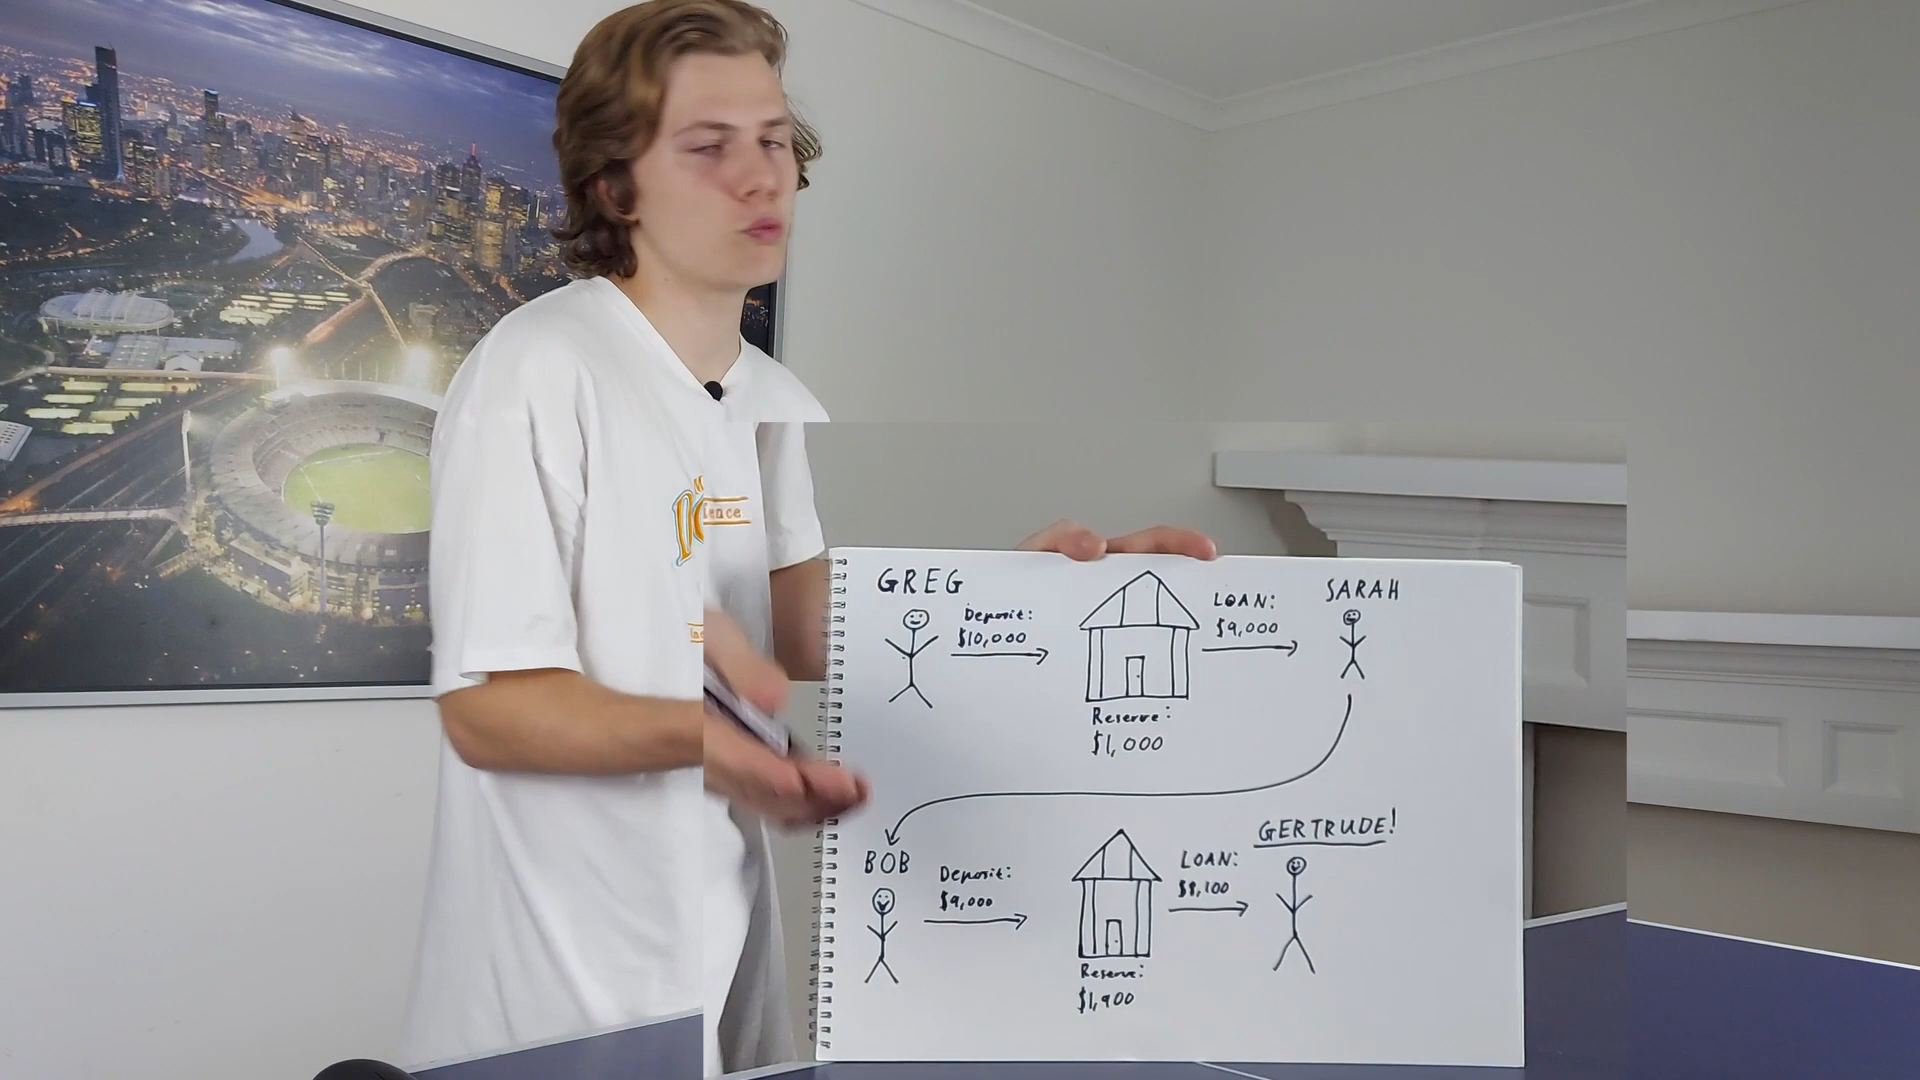 ience
GREG
Deposit:
$10,000
LOAN:
$9,000
SARAH
Reserve:
$1,000
BOB
Deposit:
$9,000
LOAN:
$8,100
GERTRUDE!
Reserve:
$1,900